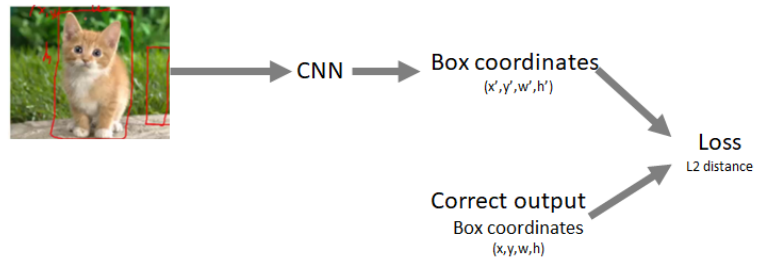 h
CNN
Box coordinates
(x',y',w',h')
Loss
L2 distance
Correct output
Box coordinates
(x,y,w,h)